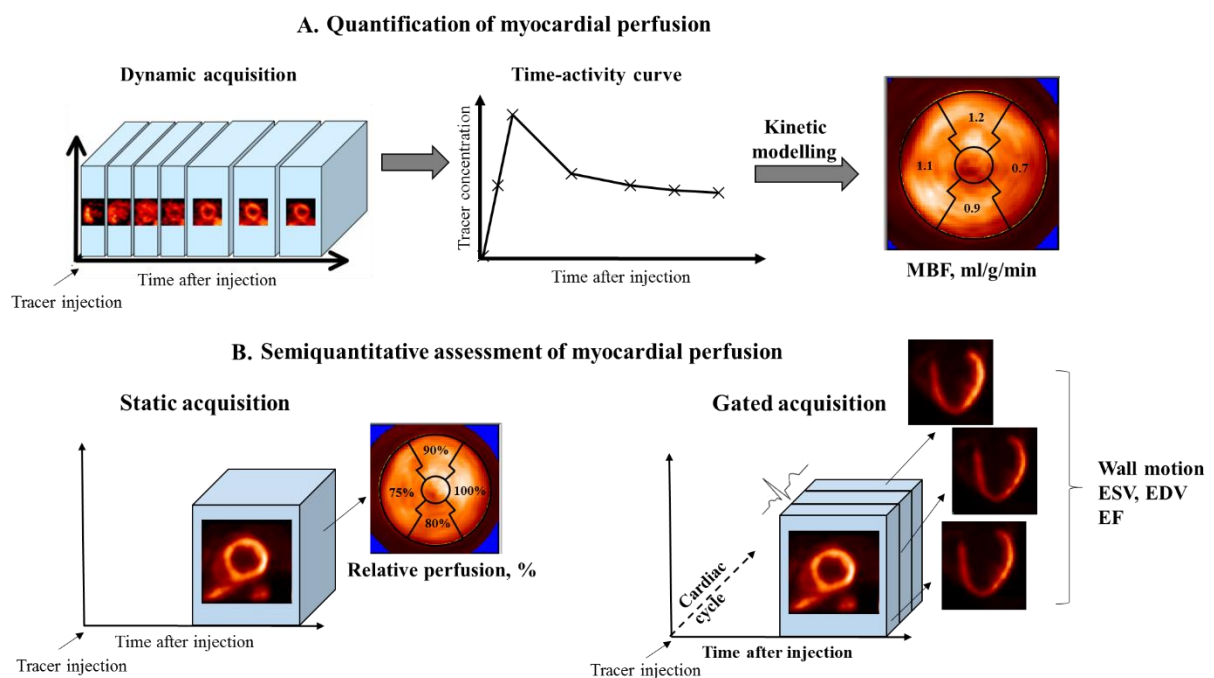 A. Quantification of myocardial perfusion
Dynamic acquisition
Time after injection
Tracer injection
Time-activity curve
Tracer concentration
Time after injection
Kinetic
modelling
1.2
1.1
0.7
0.9
MBF, ml/g/min
B. Semiquantitative assessment of myocardial perfusion
Static acquisition
90%
75%
100%
80%
Relative perfusion, %
Time after injection
Tracer injection
Gated acquisition
Cardiac
cycle
Time after injection
Tracer injection
Wall motion
ESV, EDV
EF